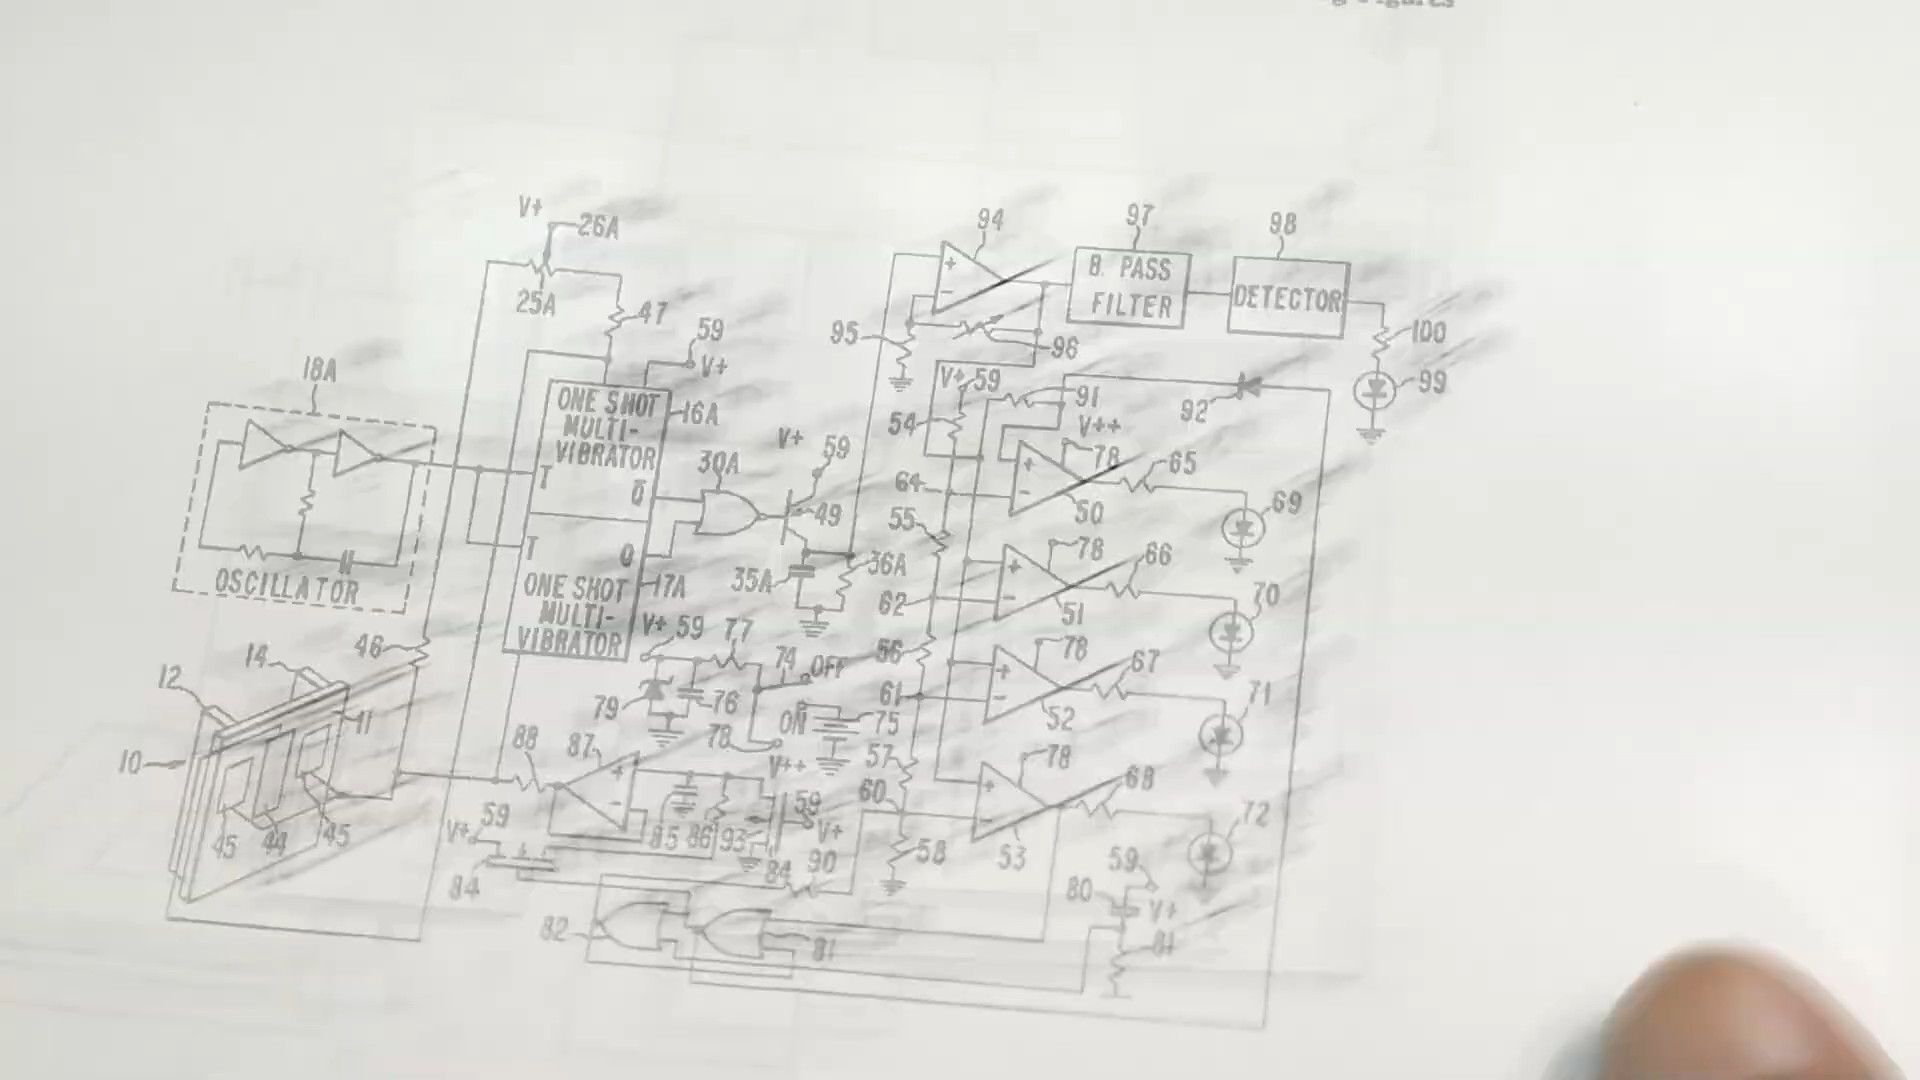 V+
26A
25A
47
59
V+
94
97
98
B. PASS
FILTER
DETECTOR
+
-
95
96
100
99
18A
OSCILLATOR
ONE SHOT
MULTI-
VIBRATOR
16A
T
Q̅
T
Q
ONE SHOT
MULTI-
VIBRATOR
17A
30A
V+
59
49
35A
36A
V+ 59
91
92
54
V++
78
65
64
+
-
50
69
55
78
66
62
+
-
51
70
56
78
67
61
+
-
52
71
57
78
68
60
+
-
53
72
58
46
14
12
11
10
45
44
45
V+ 59
77
74
OFF
79
76
ON
75
78
V++
88
87
+
-
85
86
93
59
V+
84
59
V+
84
90
82
81
59
80
V+